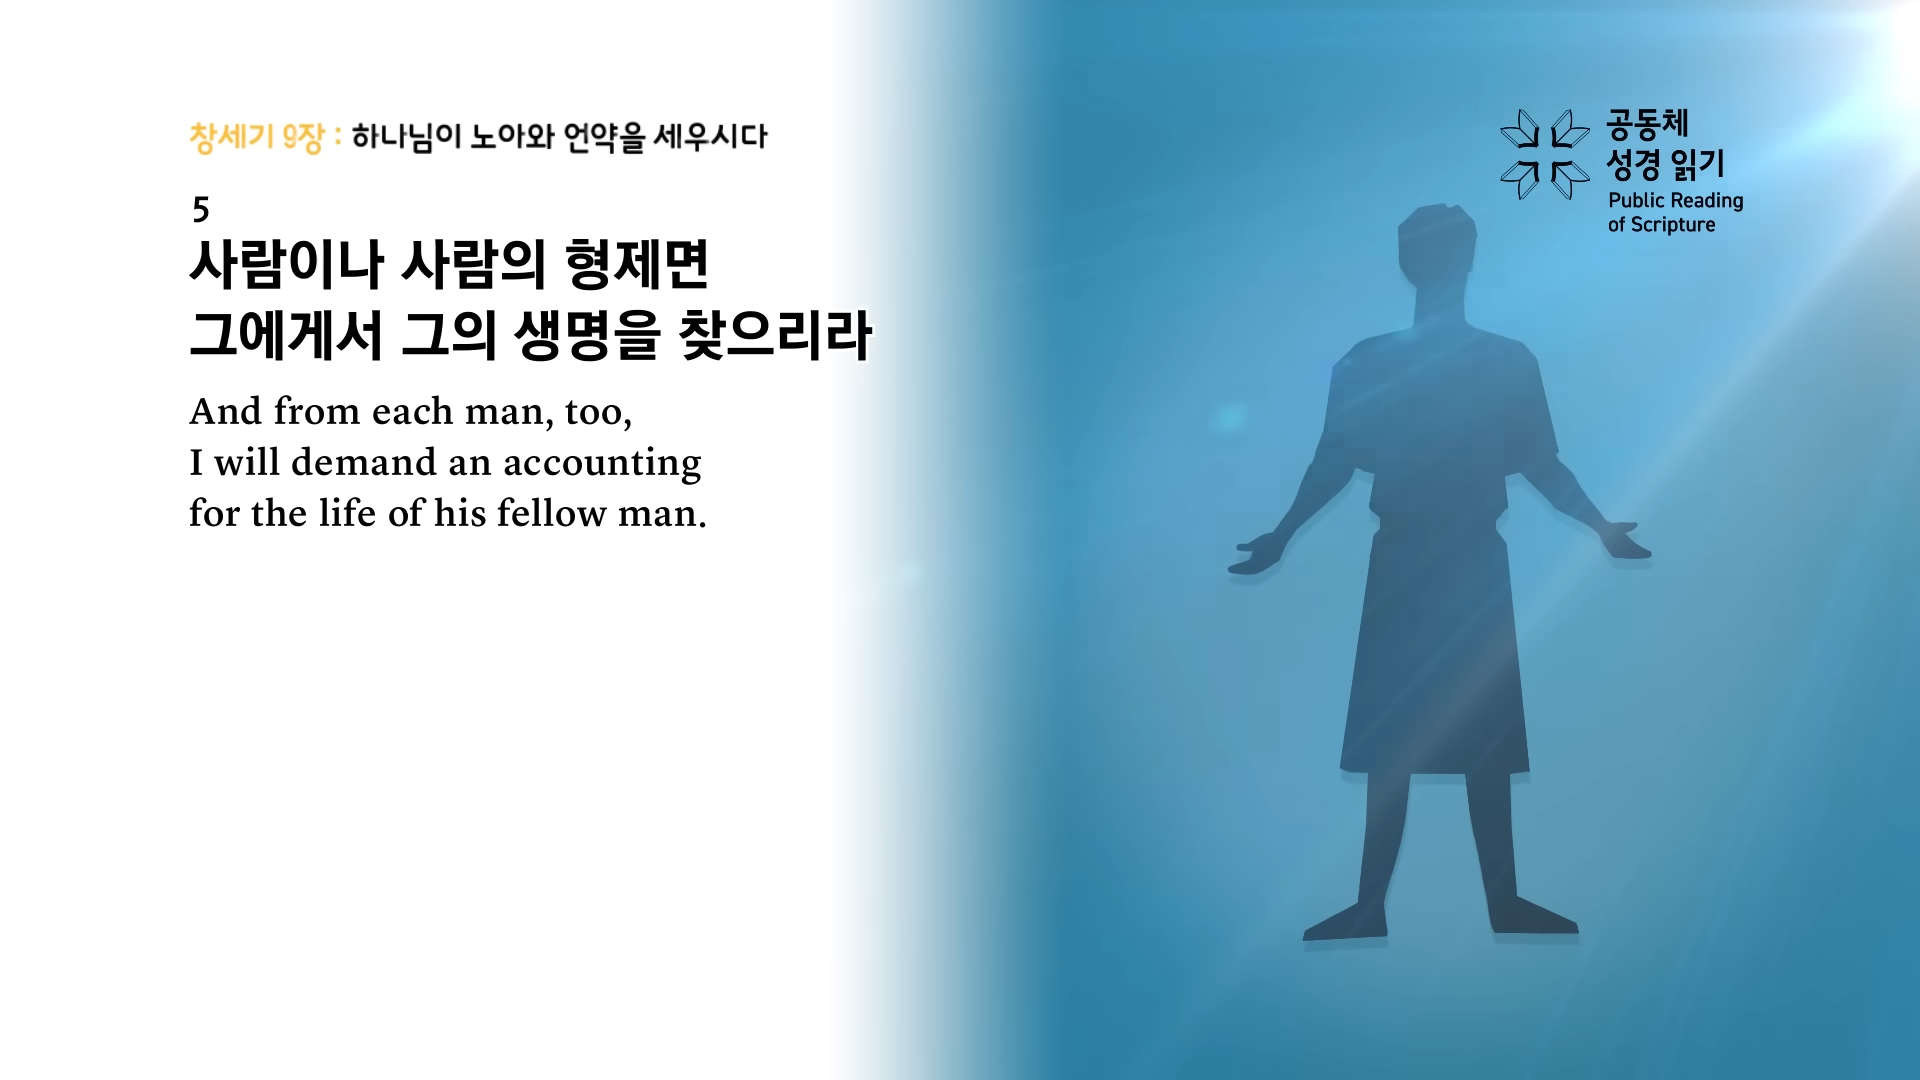 창세기 9장 : 하나님이 노아와 언약을 세우시다
5
사람이나 사람의 형제면
그에게서 그의 생명을 찾으리라
And from each man, too,
I will demand an accounting
for the life of his fellow man.
공동체
성경 읽기
Public Reading
of Scripture